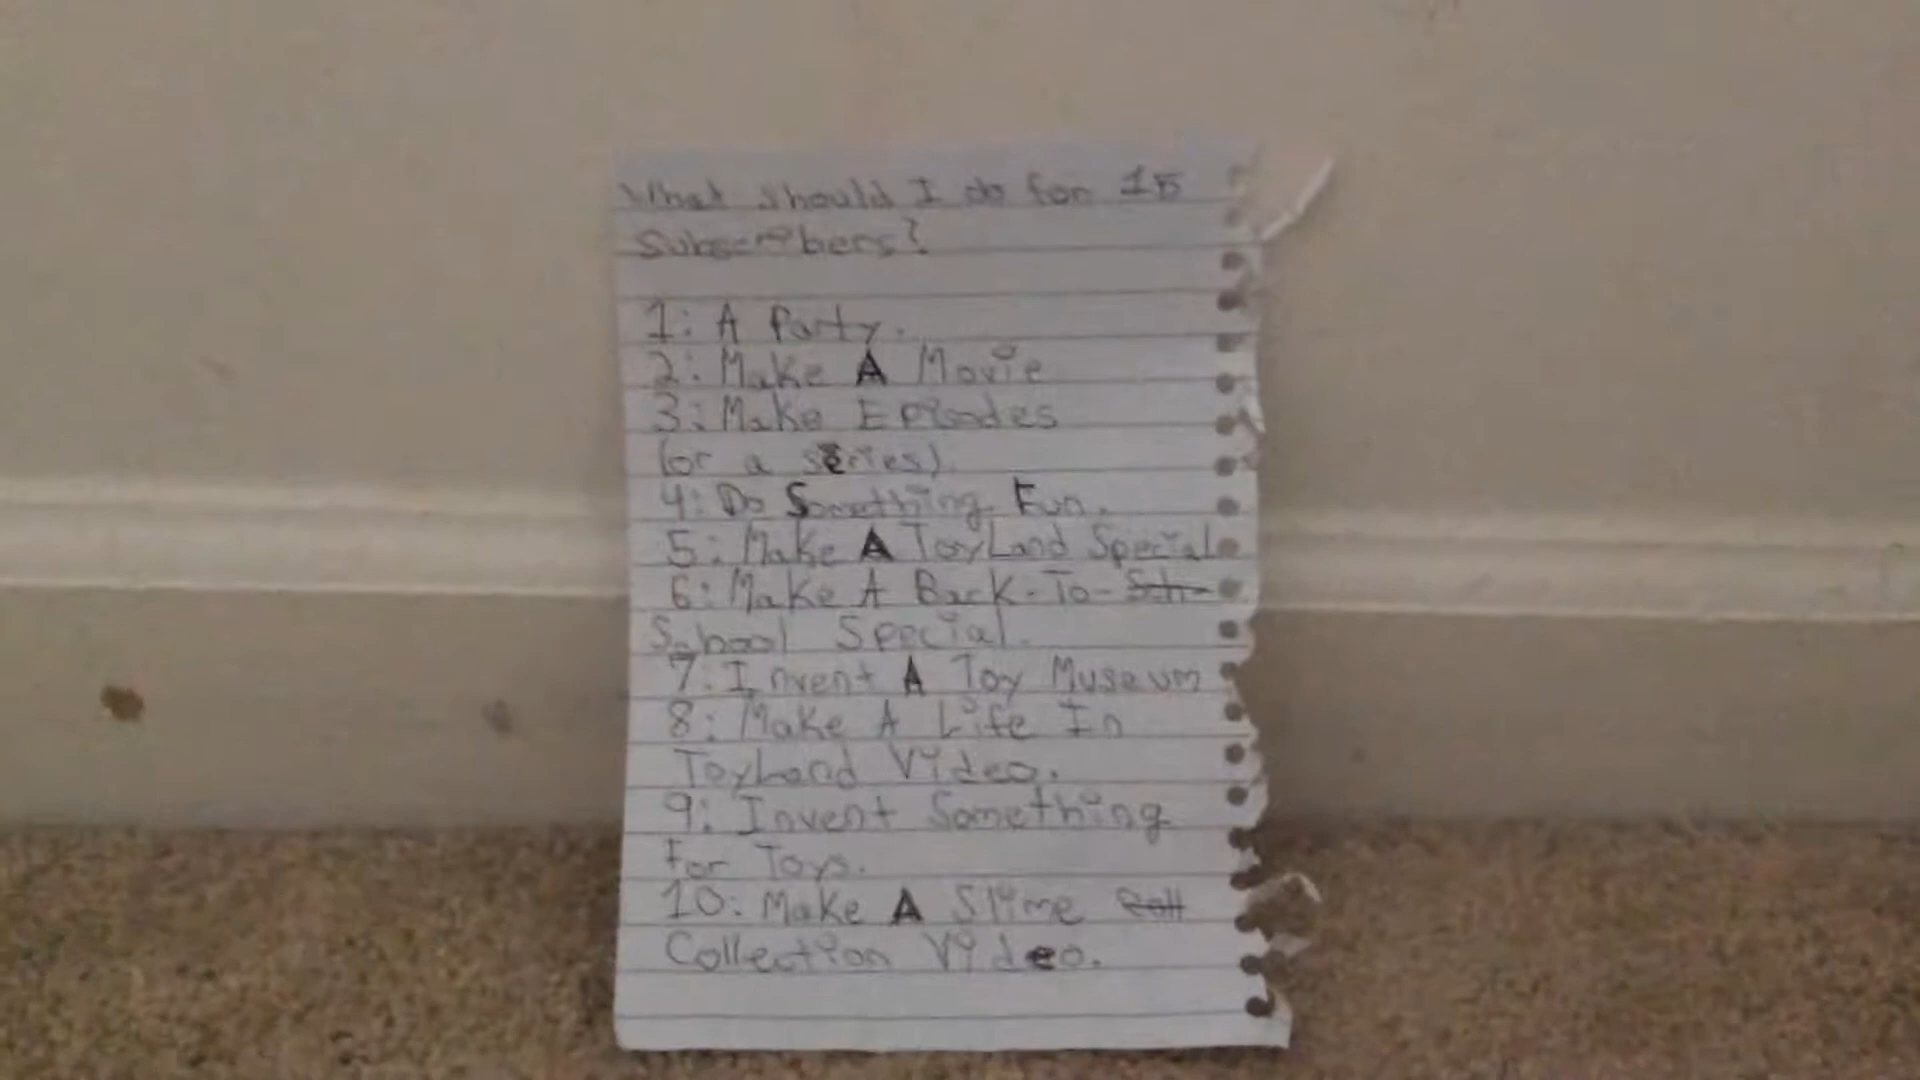 What should I do for 15
Subscribers?
1: A Party.
2: Make A Movie
3: Make Episodes
(or a series).
4: Do Something Fun.
5: Make A ToyLand Special
6: Make A Back-To-
School Special.
7: Invent A Toy Museum
8: Make A Life In
ToyLand Video.
9: Invent Something
For Toys.
10: Make A Slime
Collection Video.